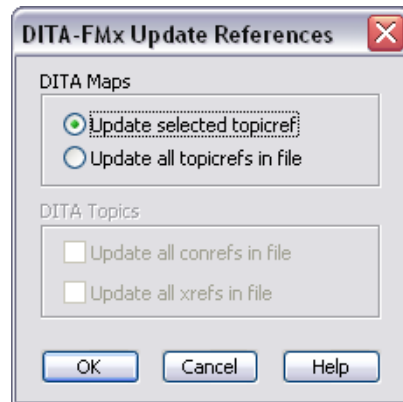 DITA-FMx Update References
DITA Maps
Update selected topicref
Update all topicrefs in file
DITA Topics
Update all conrefs in file
Update all xrefs in file
OK Cancel Help